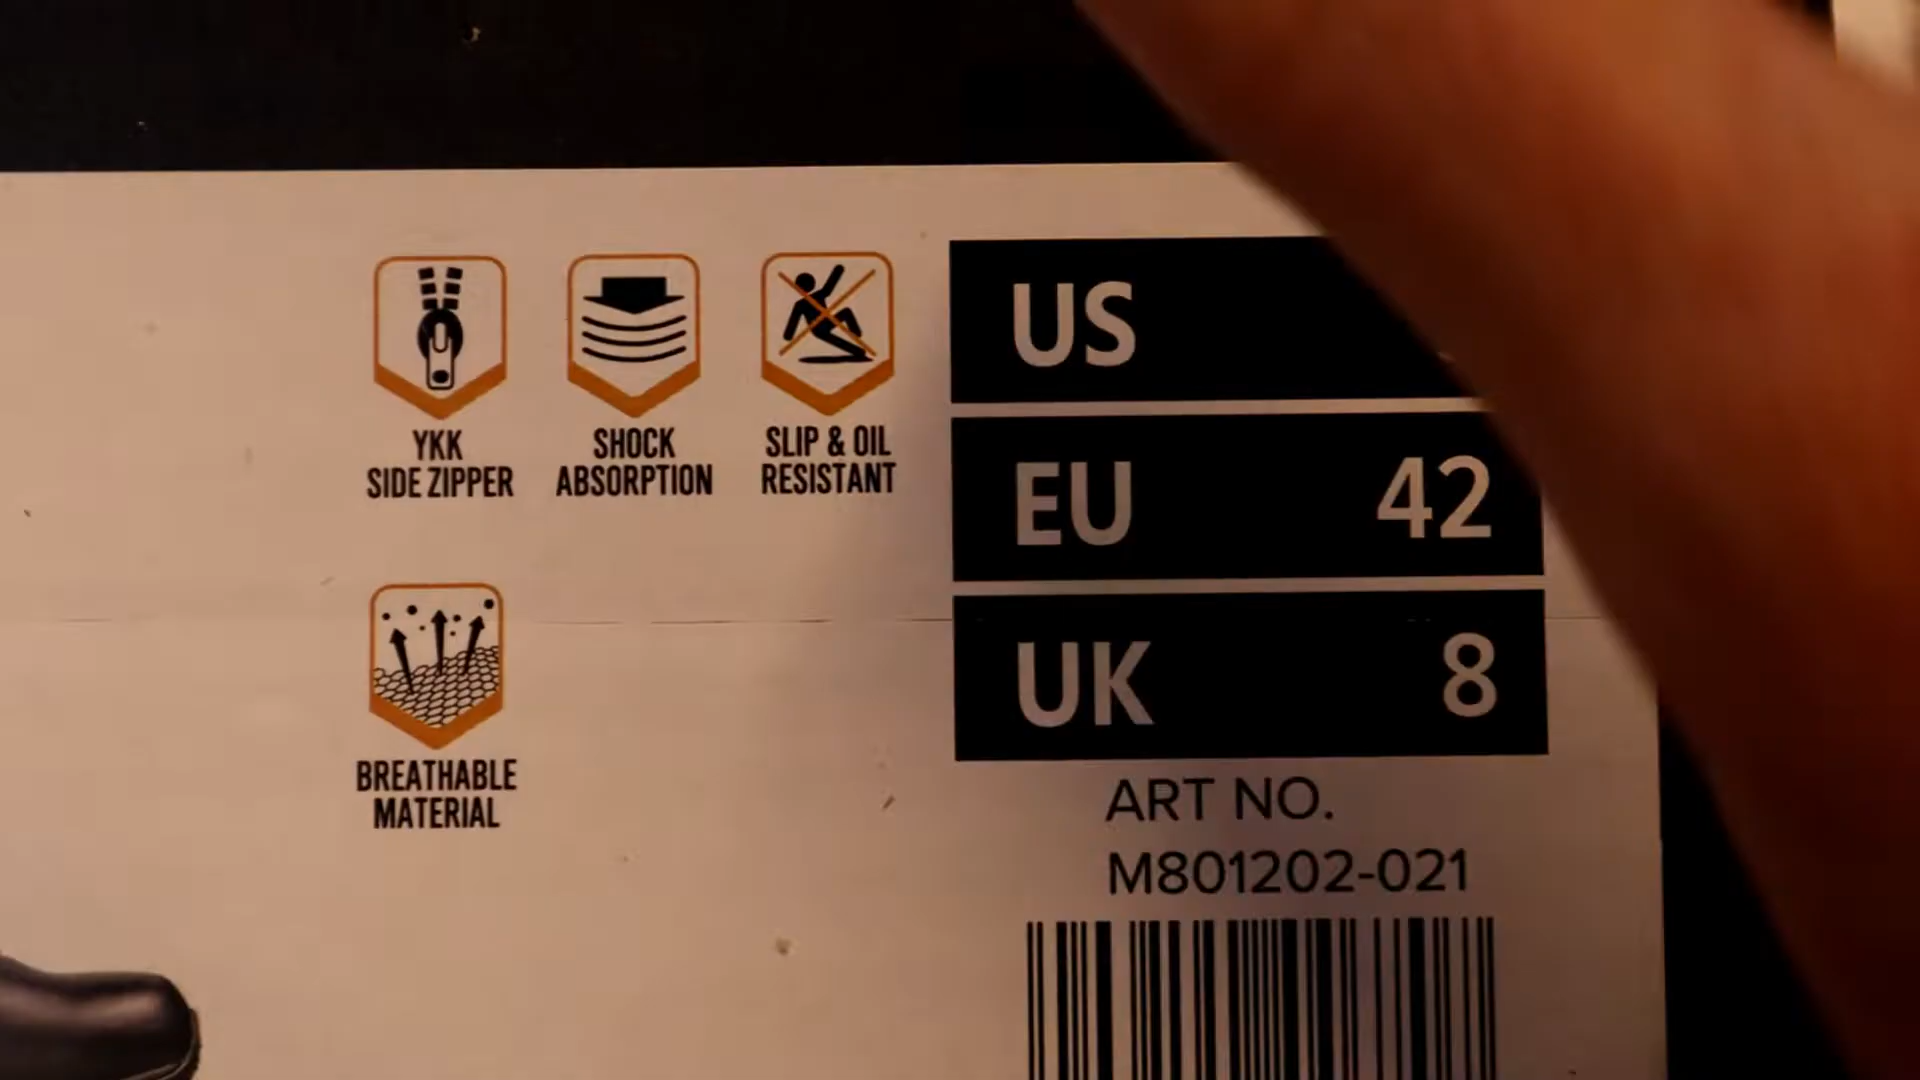 YKK
SIDE ZIPPER
SHOCK
ABSORPTION
SLIP & OIL
RESISTANT
BREATHABLE
MATERIAL
US
EU 42
UK 8
ART NO.
M801202-021